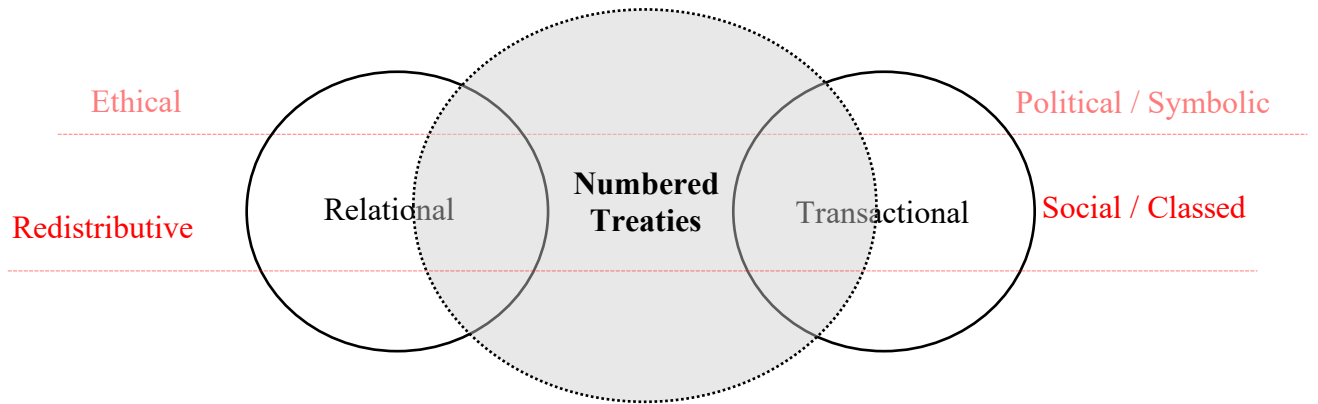 Ethical
Political / Symbolic
Numbered
Treaties
Relational
Transactional
Redistributive
Social / Classed